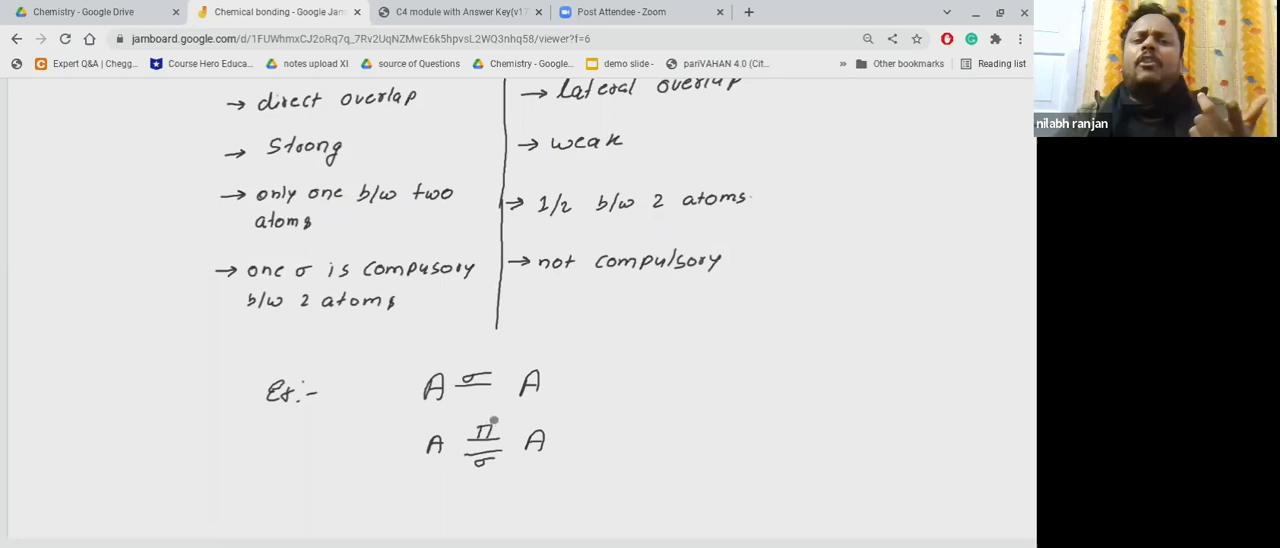 Chemistry - Google Drive
Chemical bonding - Google Jam
C4 module with Answer Key(v17
Post Attendee - Zoom
jamboard.google.com/d/1FUWhmxCJ2oRq7q_7Rv2UqNZMwE6k5hpvsL2WQ3nhq58/viewer?f=6
Expert Q&A | Chegg...
Course Hero Educa...
notes upload XI
source of Questions
Chemistry - Google...
demo slide -
pariVAHAN 4.0 (Cit...
»
Other bookmarks
Reading list
nilabh ranjan
→ direct overlap
→ Strong
→ only one b/w two
atoms
→ one σ is compusory
b/w 2 atoms
→ lateral overlap
→ weak
→ 1/2 b/w 2 atoms
→ not compulsory
Ex:-
A σ A
A π A
σ